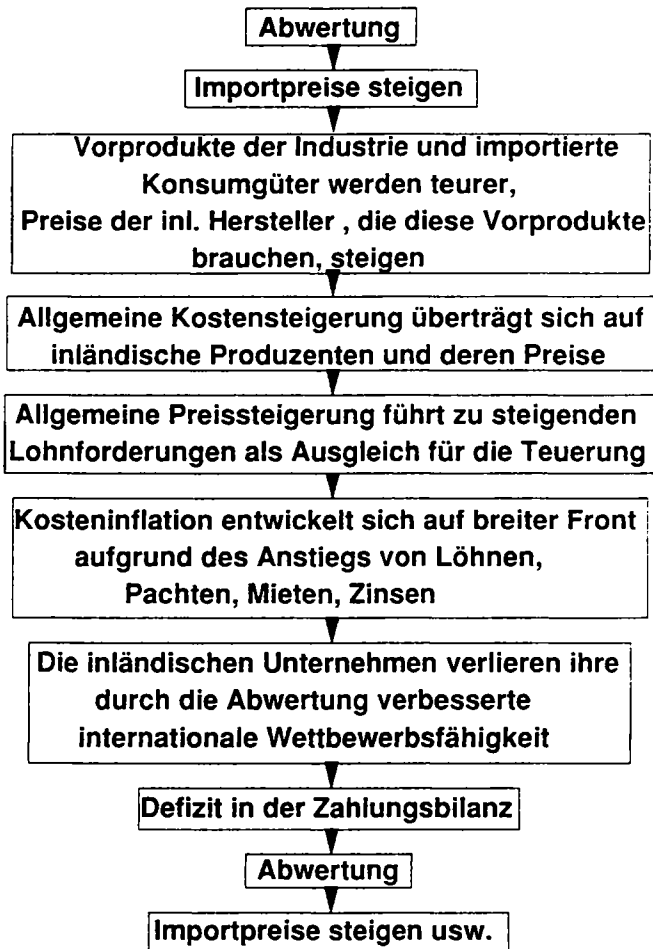 Abwertung
Importpreise steigen
Vorprodukte der Industrie und importierte
Konsumgüter werden teurer,
Preise der inl. Hersteller , die diese Vorprodukte
brauchen, steigen
Allgemeine Kostensteigerung überträgt sich auf
inländische Produzenten und deren Preise
Allgemeine Preissteigerung führt zu steigenden
Lohnforderungen als Ausgleich für die Teuerung
Kosteninflation entwickelt sich auf breiter Front
aufgrund des Anstiegs von Löhnen,
Pachten, Mieten, Zinsen
Die inländischen Unternehmen verlieren ihre
durch die Abwertung verbesserte
internationale Wettbewerbsfähigkeit
Defizit in der Zahlungsbilanz
Abwertung
Importpreise steigen usw.